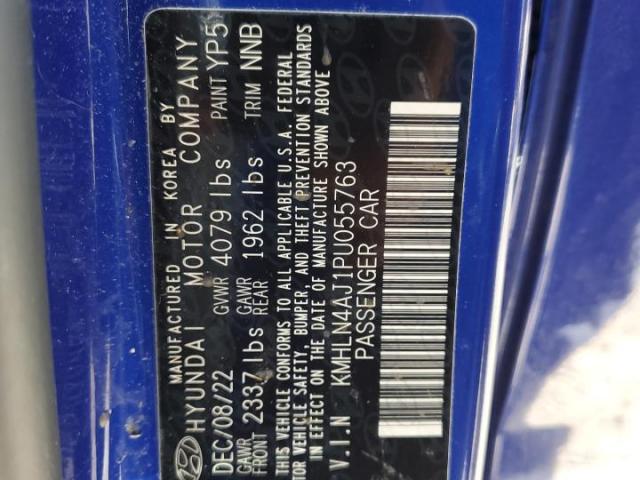 MANUFACTURED IN KOREA BY
HYUNDAI MOTOR COMPANY
DEC/08/22 GVWR 4079 lbs PAINT YP5
GAWR FRONT 2337 lbs GAWR REAR 1962 lbs TRIM NNB
THIS VEHICLE CONFORMS TO ALL APPLICABLE U.S.A. FEDERAL
TOR VEHICLE SAFETY, BUMPER, AND THEFT PREVENTION STANDARDS
IN EFFECT ON THE DATE OF MANUFACTURE SHOWN ABOVE
V.I.N KMHLN4AJ1PU055763
PASSENGER CAR